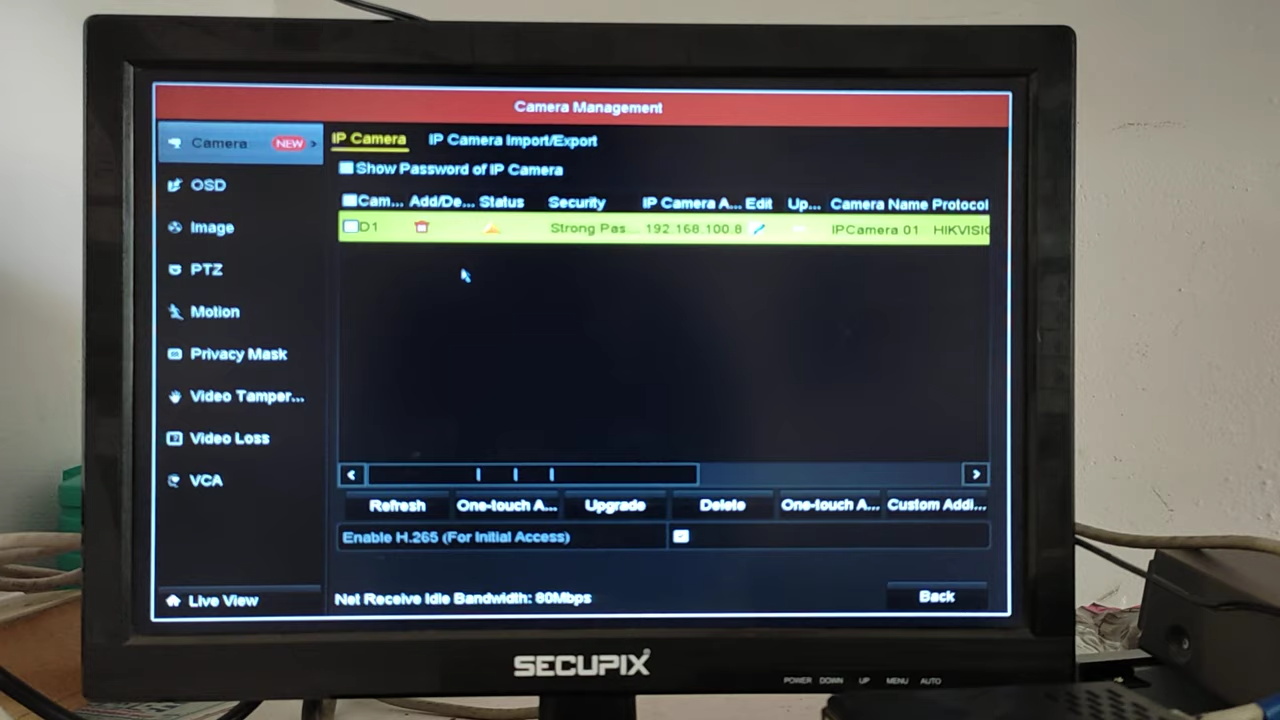 Camera Management
Camera NEW >
IP Camera IP Camera Import/Export
Show Password of IP Camera
Cam... Add/De... Status Security IP Camera A... Edit Up... Camera Name Protocol
D1 Strong Pas... 192.168.100.8 IPCamera 01 HIKVISIO
OSD
Image
PTZ
Motion
Privacy Mask
Video Tamper...
Video Loss
VCA
Refresh One-touch A... Upgrade Delete One-touch A... Custom Addi...
Enable H.265 (For Initial Access)
Live View
Net Receive Idle Bandwidth: 80Mbps
Back
SECUPIX
POWER DOWN UP MENU AUTO